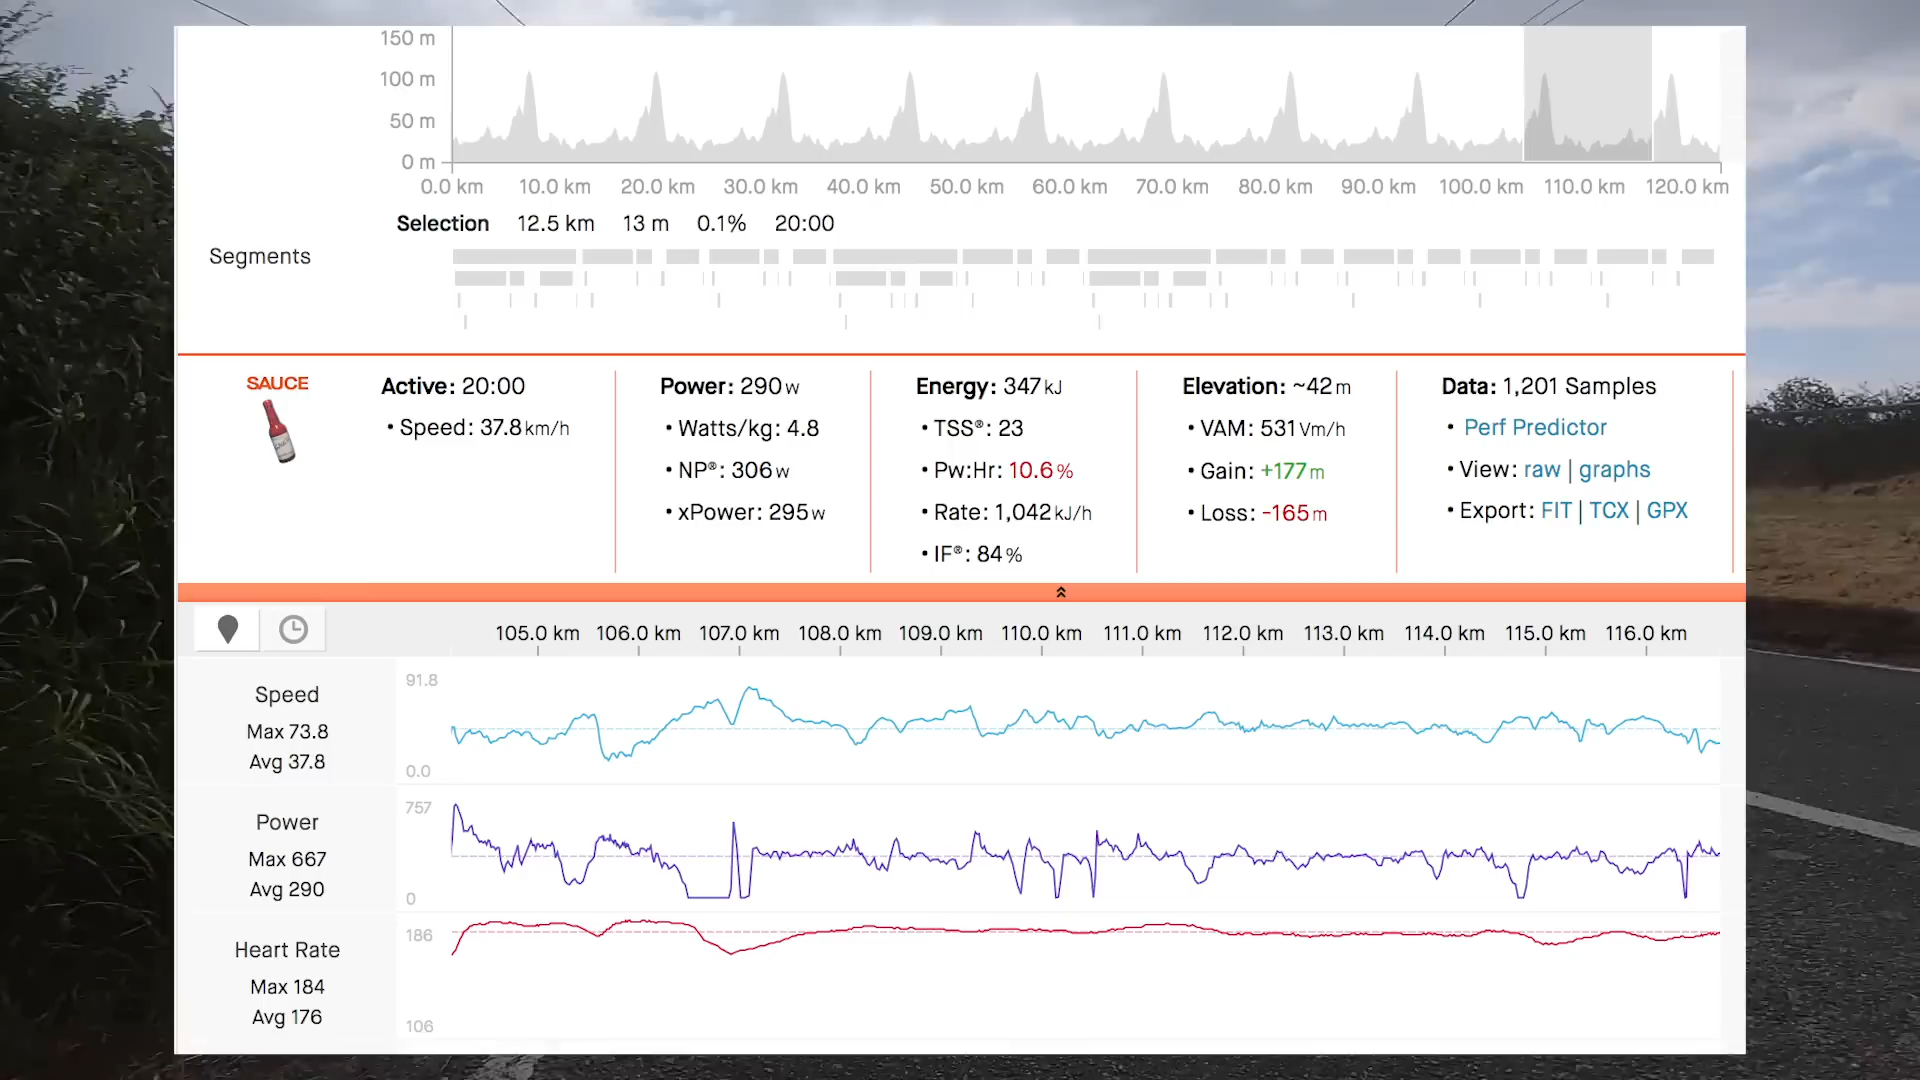 150 m
100 m
50 m
0 m
0.0 km 10.0 km 20.0 km 30.0 km 40.0 km 50.0 km 60.0 km 70.0 km 80.0 km 90.0 km 100.0 km 110.0 km 120.0 km
Selection 12.5 km 13 m 0.1% 20:00
Segments
SAUCE
Active: 20:00
• Speed: 37.8 km/h
Power: 290 w
• Watts/kg: 4.8
• NP®: 306 w
• xPower: 295 w
Energy: 347 kJ
• TSS®: 23
• Pw:Hr: 10.6 %
• Rate: 1,042 kJ/h
• IF®: 84 %
Elevation: ~42 m
• VAM: 531 Vm/h
• Gain: +177 m
• Loss: -165 m
Data: 1,201 Samples
• Perf Predictor
• View: raw | graphs
• Export: FIT | TCX | GPX
105.0 km 106.0 km 107.0 km 108.0 km 109.0 km 110.0 km 111.0 km 112.0 km 113.0 km 114.0 km 115.0 km 116.0 km
Speed
Max 73.8
Avg 37.8
91.8
0.0
Power
Max 667
Avg 290
757
0
Heart Rate
Max 184
Avg 176
186
106